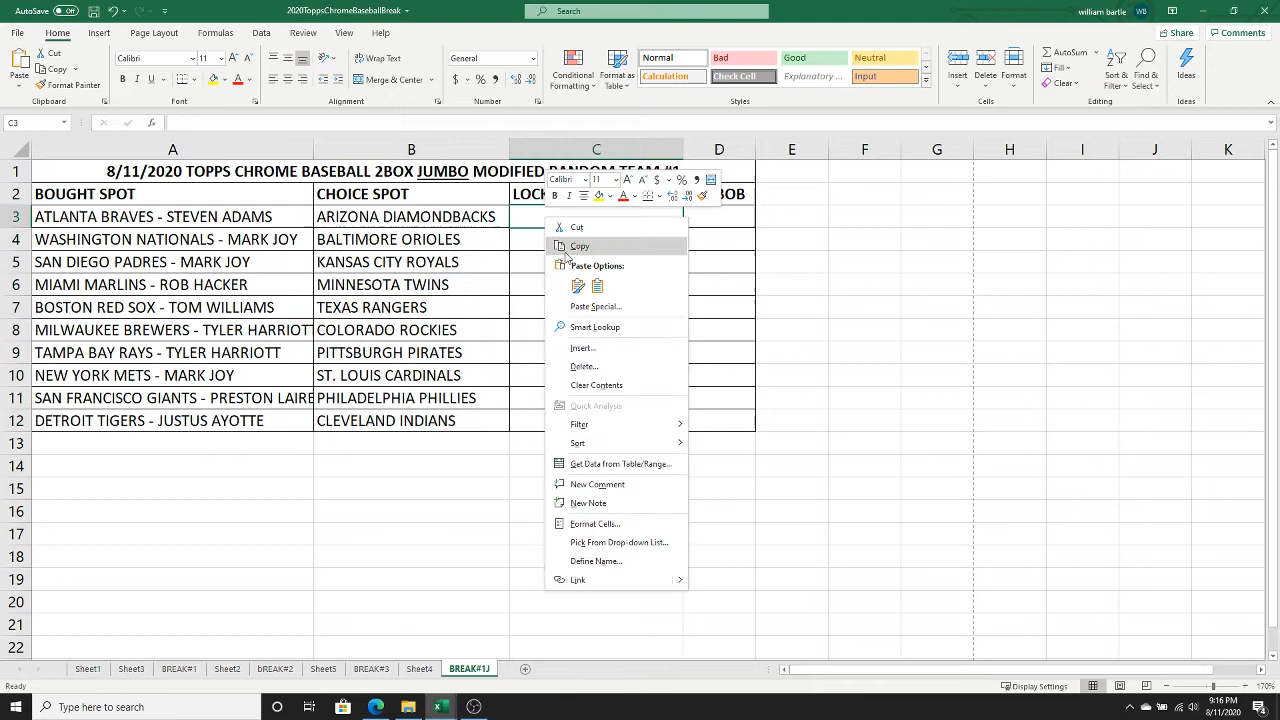 AutoSave Off 2020ToppsChromeBaseballBreak Search william bartle WB
File Home Insert Page Layout Formulas Data Review View Help Share Comments
Paste Cut Copy Format Painter Clipboard
Calibri 11 B I U Font
Wrap Text Merge & Center Alignment
General $ % , Number
Conditional Formatting Format as Table
Normal Bad Good Neutral
Calculation Check Cell Explanatory ... Input
Styles
Insert Delete Format Cells
AutoSum Fill Clear Sort & Filter Find & Select Editing
Ideas Ideas
C3 fx
A B C D E F G H I J K
1 8/11/2020 TOPPS CHROME BASEBALL 2BOX JUMBO MODIFIED RANDOM TEAM #1
2 BOUGHT SPOT CHOICE SPOT LOCK BOB
3 ATLANTA BRAVES - STEVEN ADAMS ARIZONA DIAMONDBACKS
4 WASHINGTON NATIONALS - MARK JOY BALTIMORE ORIOLES
5 SAN DIEGO PADRES - MARK JOY KANSAS CITY ROYALS
6 MIAMI MARLINS - ROB HACKER MINNESOTA TWINS
7 BOSTON RED SOX - TOM WILLIAMS TEXAS RANGERS
8 MILWAUKEE BREWERS - TYLER HARRIOTT COLORADO ROCKIES
9 TAMPA BAY RAYS - TYLER HARRIOTT PITTSBURGH PIRATES
10 NEW YORK METS - MARK JOY ST. LOUIS CARDINALS
11 SAN FRANCISCO GIANTS - PRESTON LAIRE PHILADELPHIA PHILLIES
12 DETROIT TIGERS - JUSTUS AYOTTE CLEVELAND INDIANS
13
14
15
16
17
18
19
20
21
22
Calibri 11 $ % ,
B I
Cut
Copy
Paste Options:
Paste Special...
Smart Lookup
Insert...
Delete...
Clear Contents
Quick Analysis
Filter
Sort
Get Data from Table/Range...
New Comment
New Note
Format Cells...
Pick From Drop-down List...
Define Name...
Link
Sheet1 Sheet3 BREAK#1 Sheet2 bREAK#2 Sheet5 BREAK#3 Sheet4 BREAK#1J
Ready Display Settings 170%
Type here to search 9:16 PM
8/11/2020